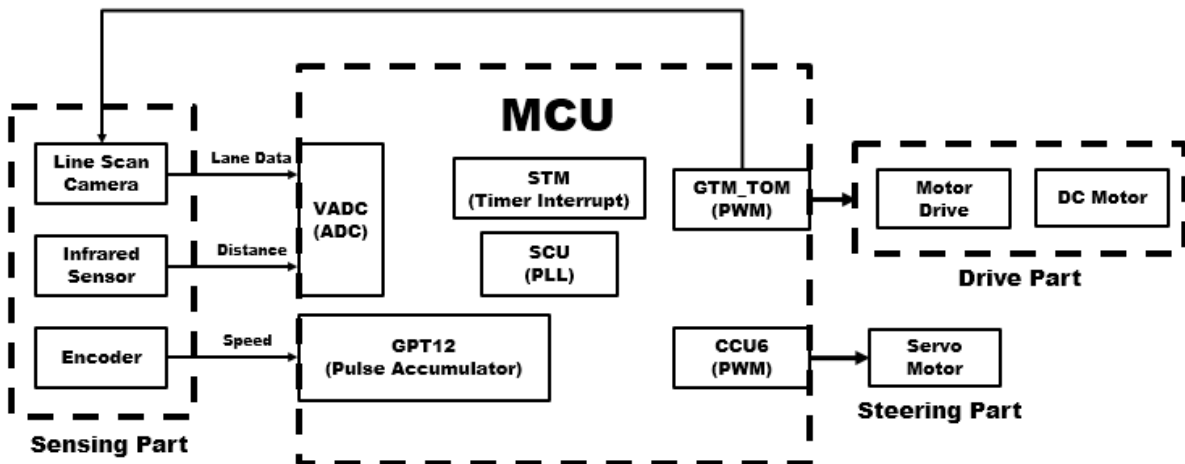 MCU
Line Scan
Camera
Lane Data
VADC
(ADC)
STM
(Timer Interrupt)
GTM_TOM
(PWM)
Motor
Drive
DC Motor
Infrared
Sensor
Distance
SCU
(PLL)
Drive Part
Encoder
Speed
GPT12
(Pulse Accumulator)
CCU6
(PWM)
Servo
Motor
Steering Part
Sensing Part